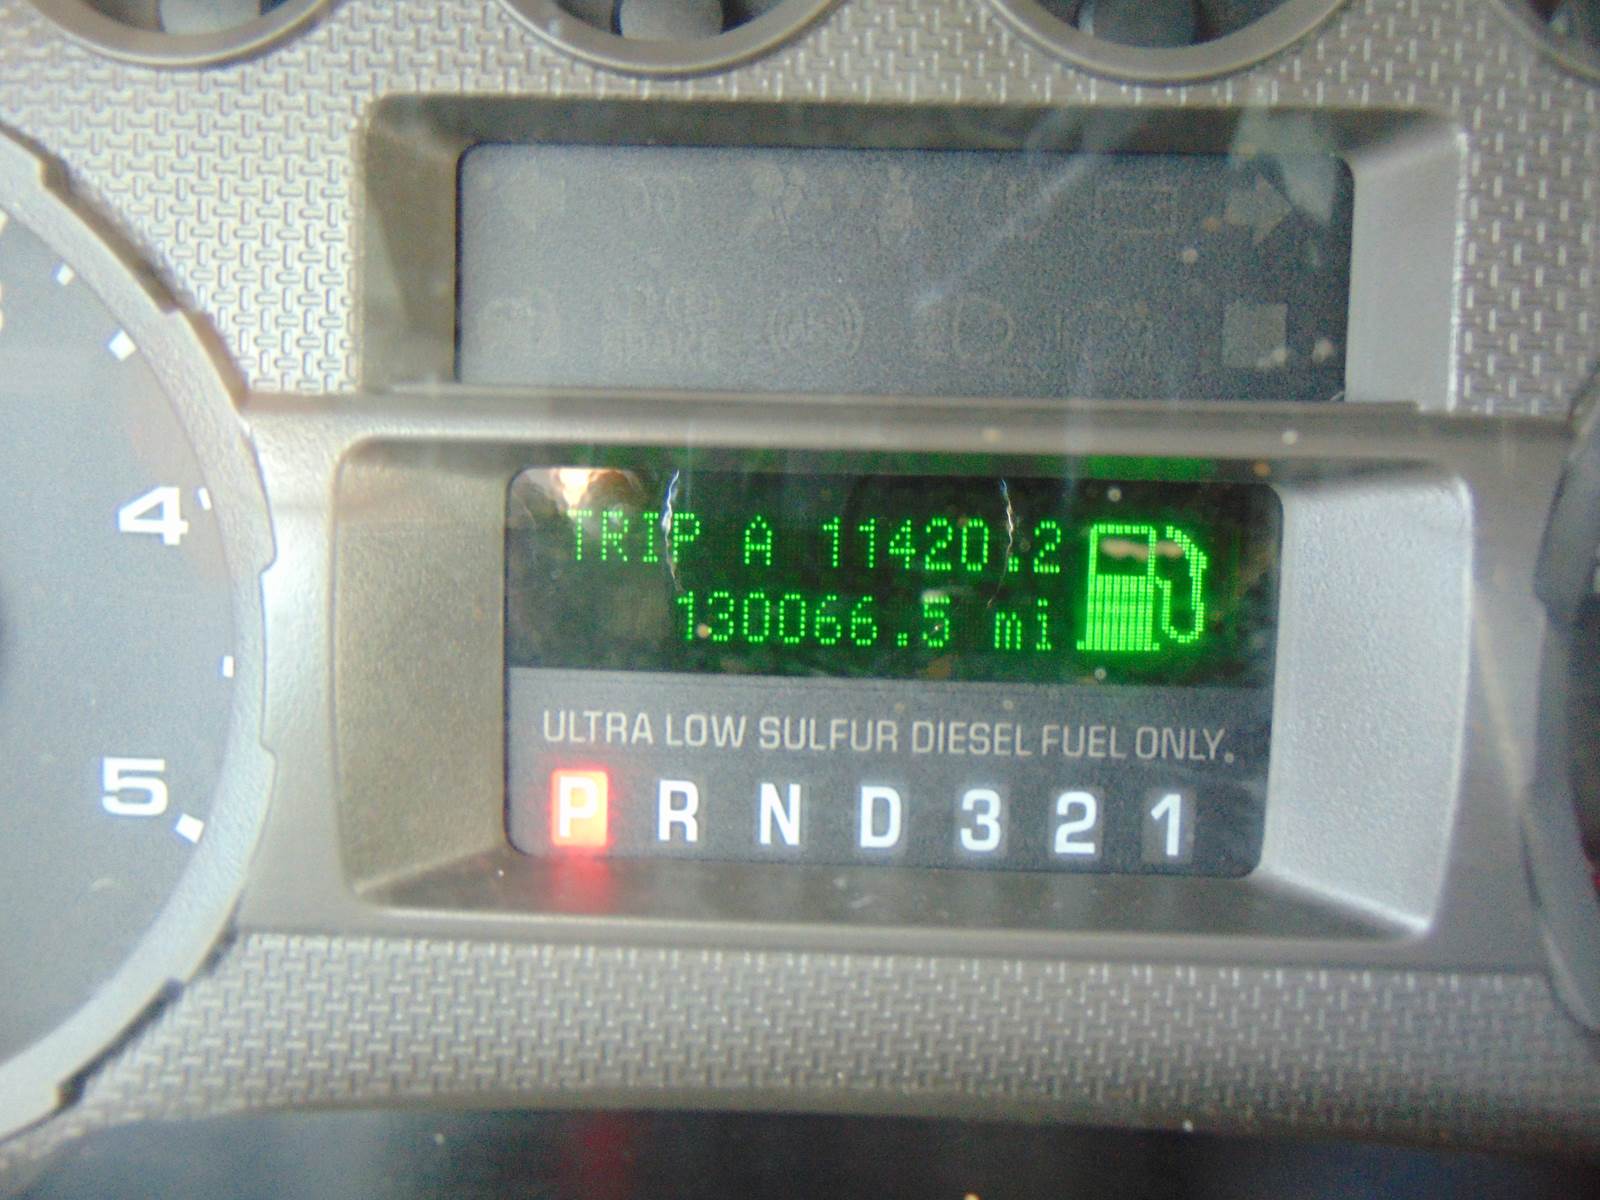 TRIP A 11420.2
130066.5 mi
ULTRA LOW SULFUR DIESEL FUEL ONLY.
P R N D 3 2 1
4
5